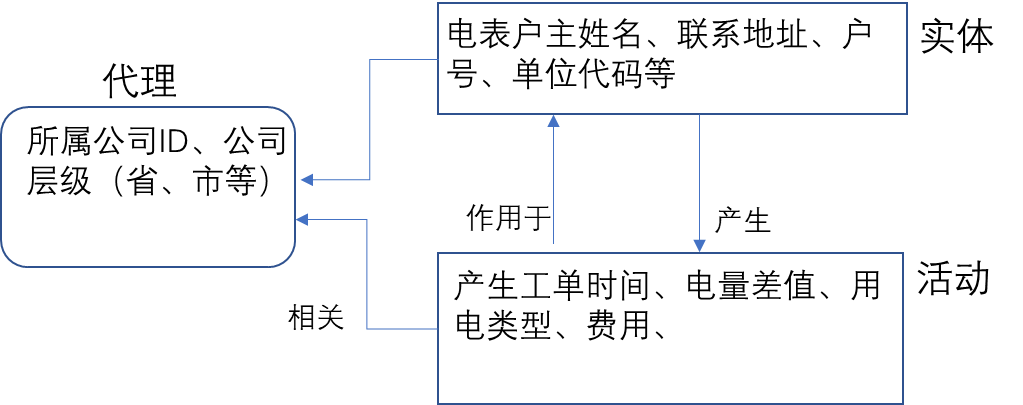 代理
所属公司ID、公司
层级（省、市等）
电表户主姓名、联系地址、户
号、单位代码等
实体
作用于
产生
产生工单时间、电量差值、用
电类型、费用、
活动
相关